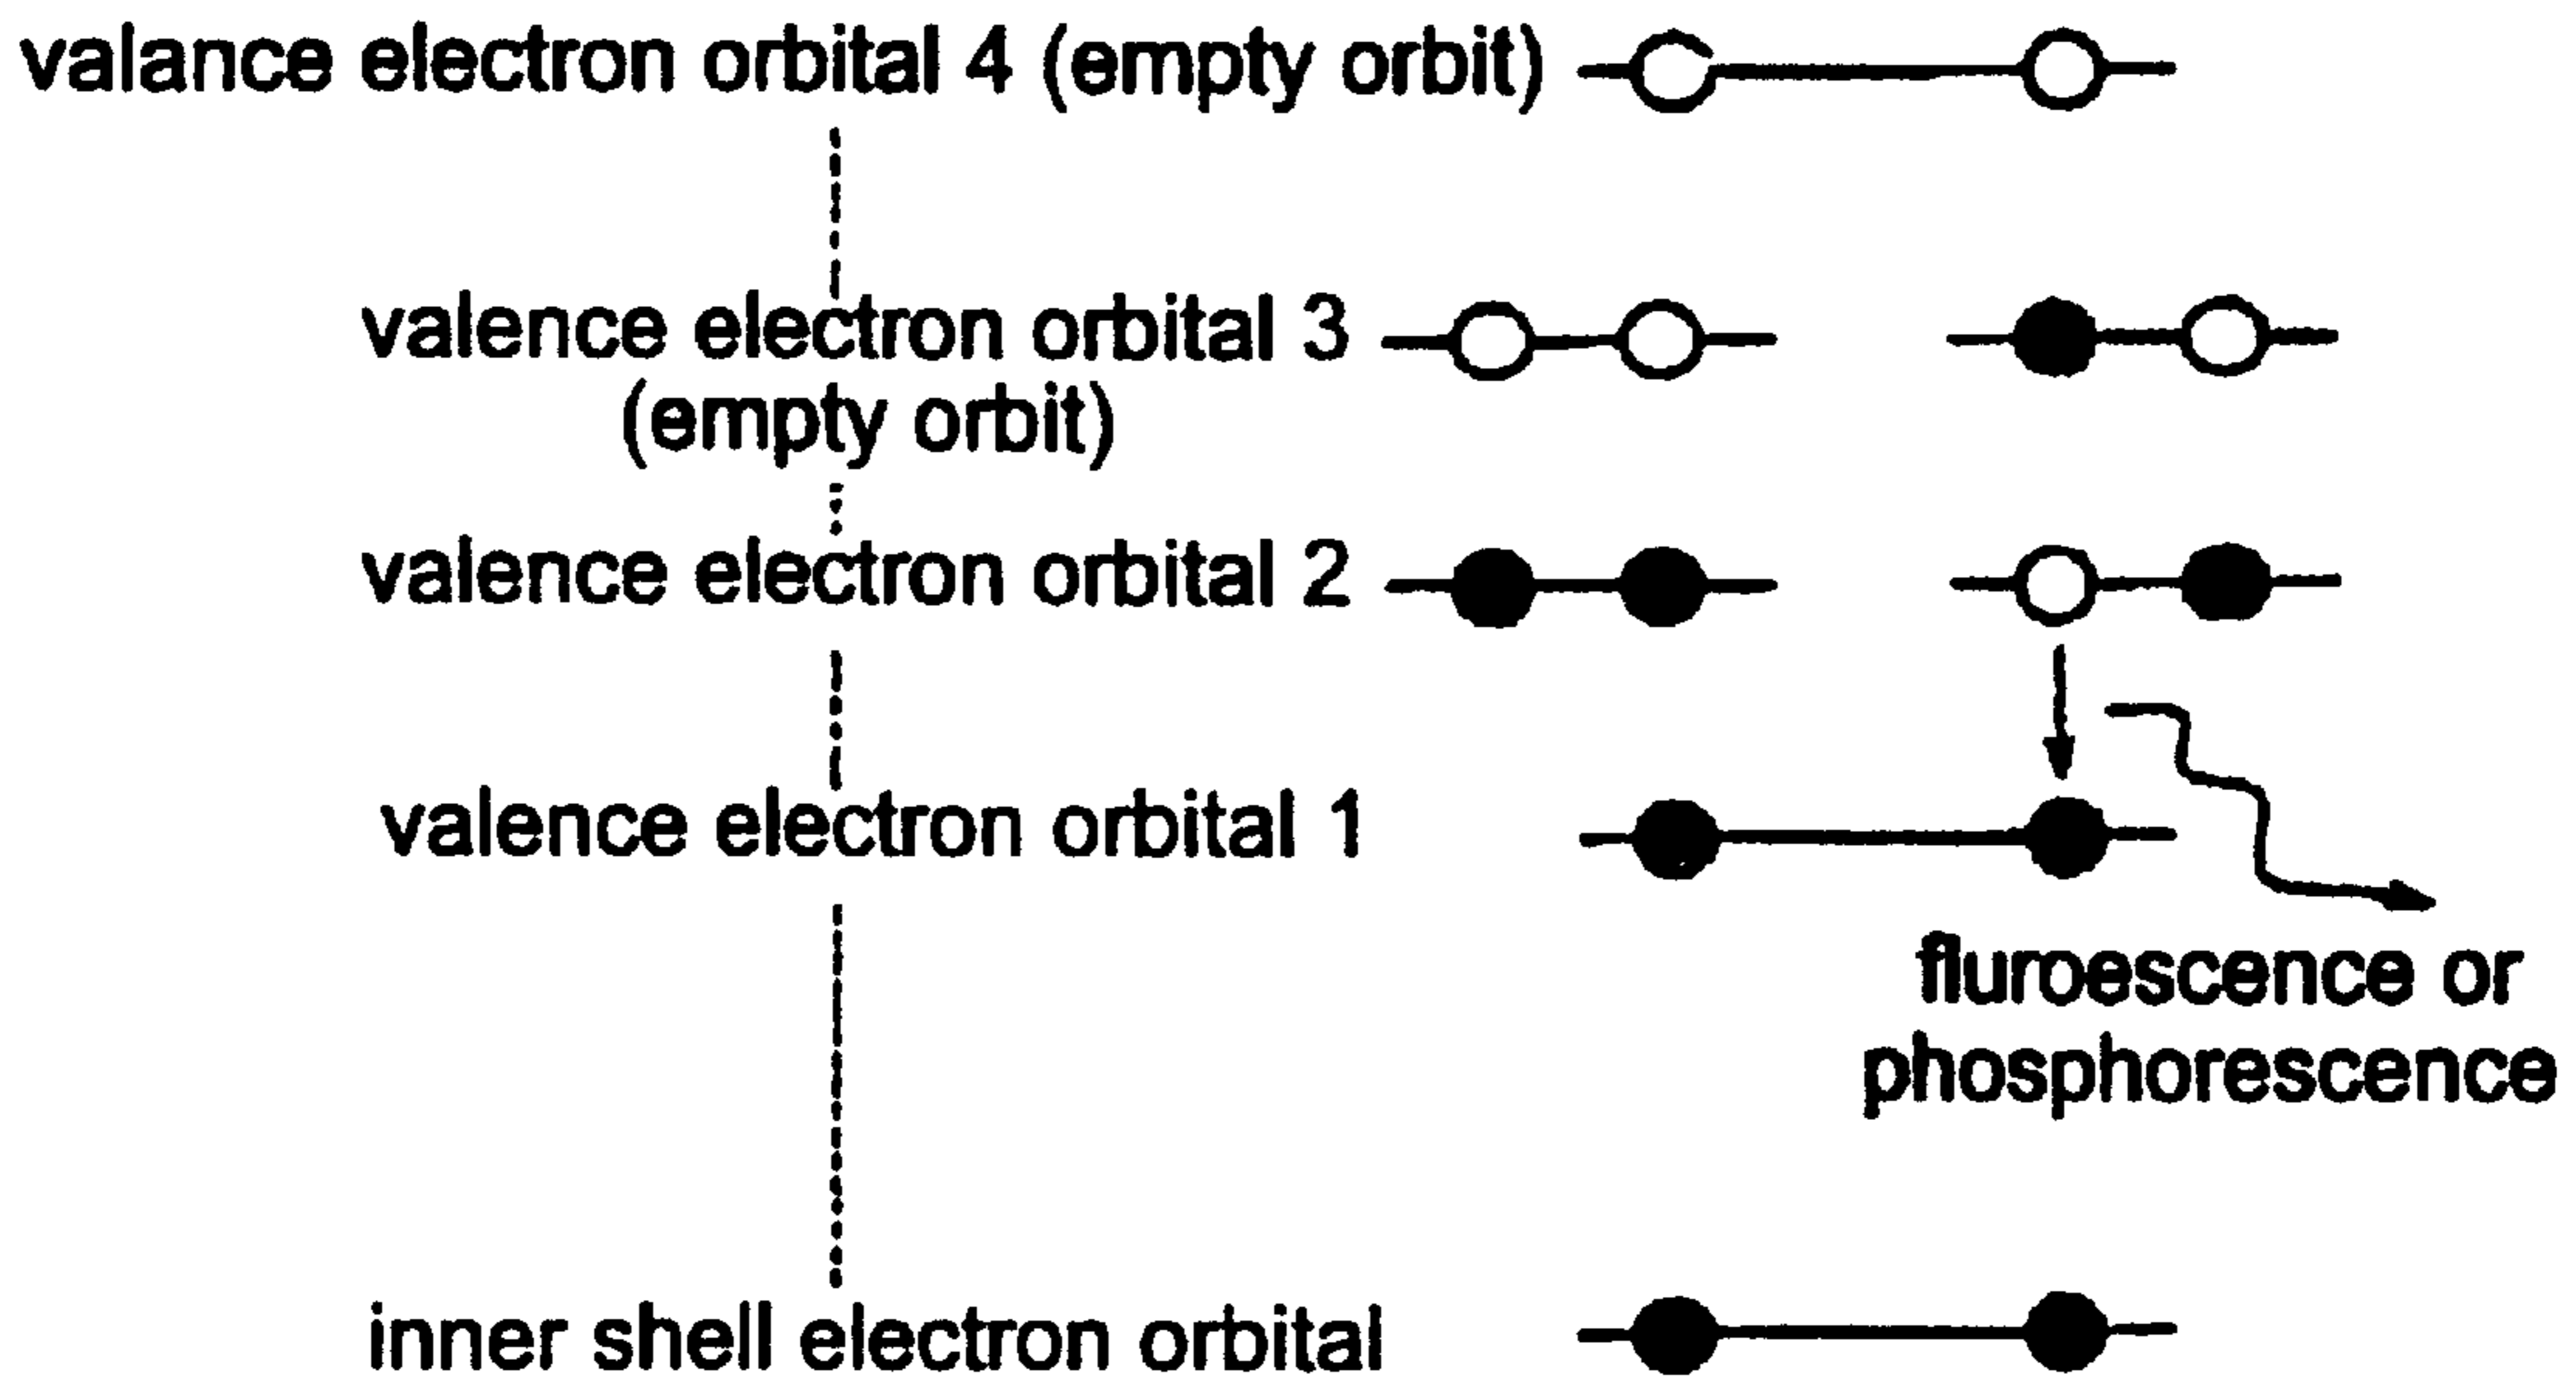 valance electron orbital 4 (empty orbit)
valence electron orbital 3
(empty orbit)
valence electron orbital 2
valence electron orbital 1
fluroescence or
phosphorescence
inner shell electron orbital